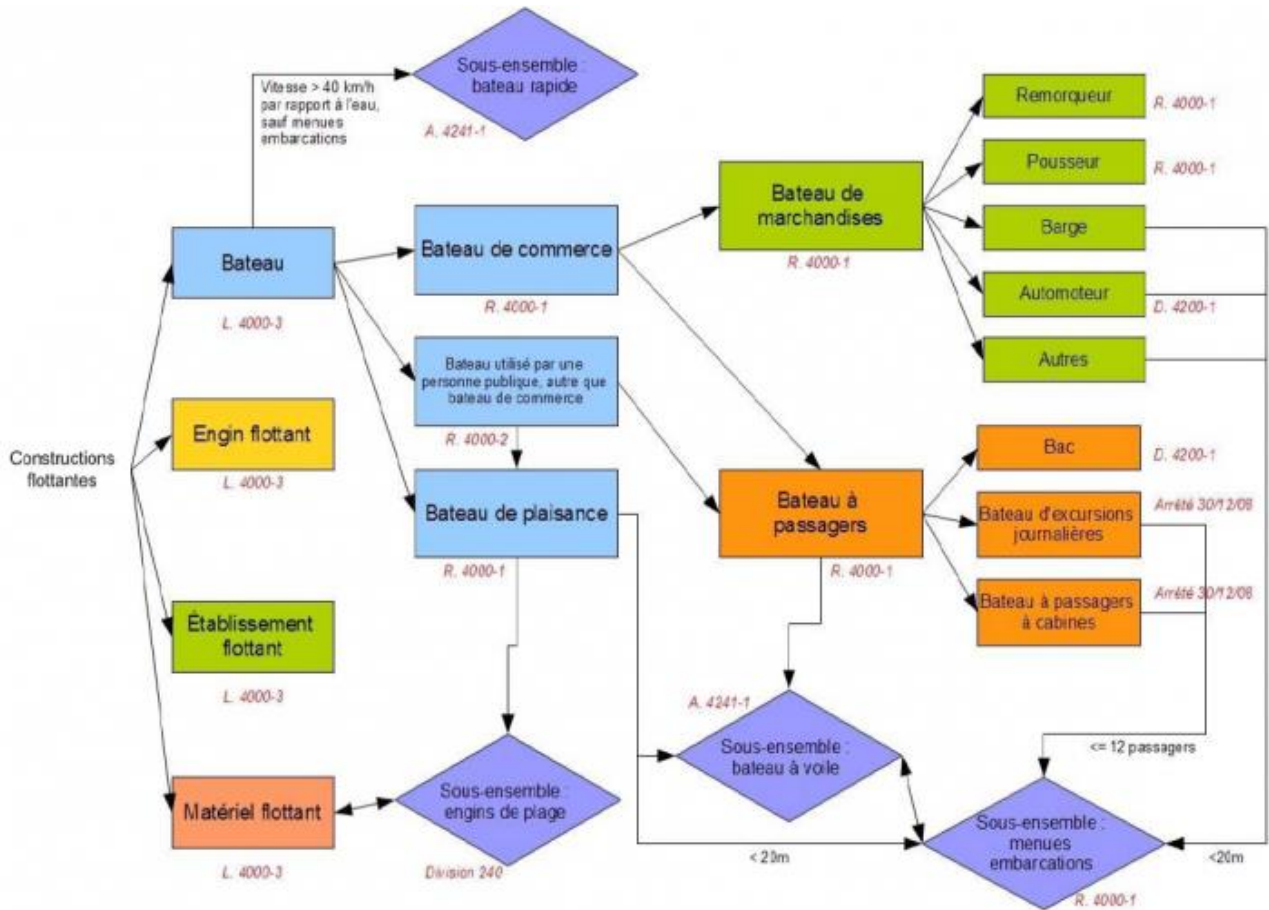 Sous-ensemble :
bateau rapide
Vitesse > 40 km/h
par rapport à l'eau,
sauf menues
embarcations
A. 4241-1
Remorqueur
R. 4000-1
Pousseur
R. 4000-1
Bateau de
marchandises
R. 4000-1
Barge
Automoteur
D. 4200-1
Autres
Bateau
L. 4000-3
Bateau de commerce
R. 4000-1
Bateau utilisé par une
personne publique, autre que
bateau de commerce
R. 4000-2
Engin flottant
L. 4000-3
Constructions
flottantes
Bateau de plaisance
R. 4000-1
Bateau à
passagers
R. 4000-1
Bac
D. 4200-1
Bateau d'excursions
journalières
Arrêté 30/12/08
Bateau à passagers
à cabines
Arrêté 30/12/08
Établissement
flottant
L. 4000-3
A. 4241-1
Sous-ensemble :
bateau à voile
<= 12 passagers
Matériel flottant
L. 4000-3
Sous-ensemble :
engins de plage
Division 240
< 20m
Sous-ensemble :
menues
embarcations
<20m
R. 4000-1